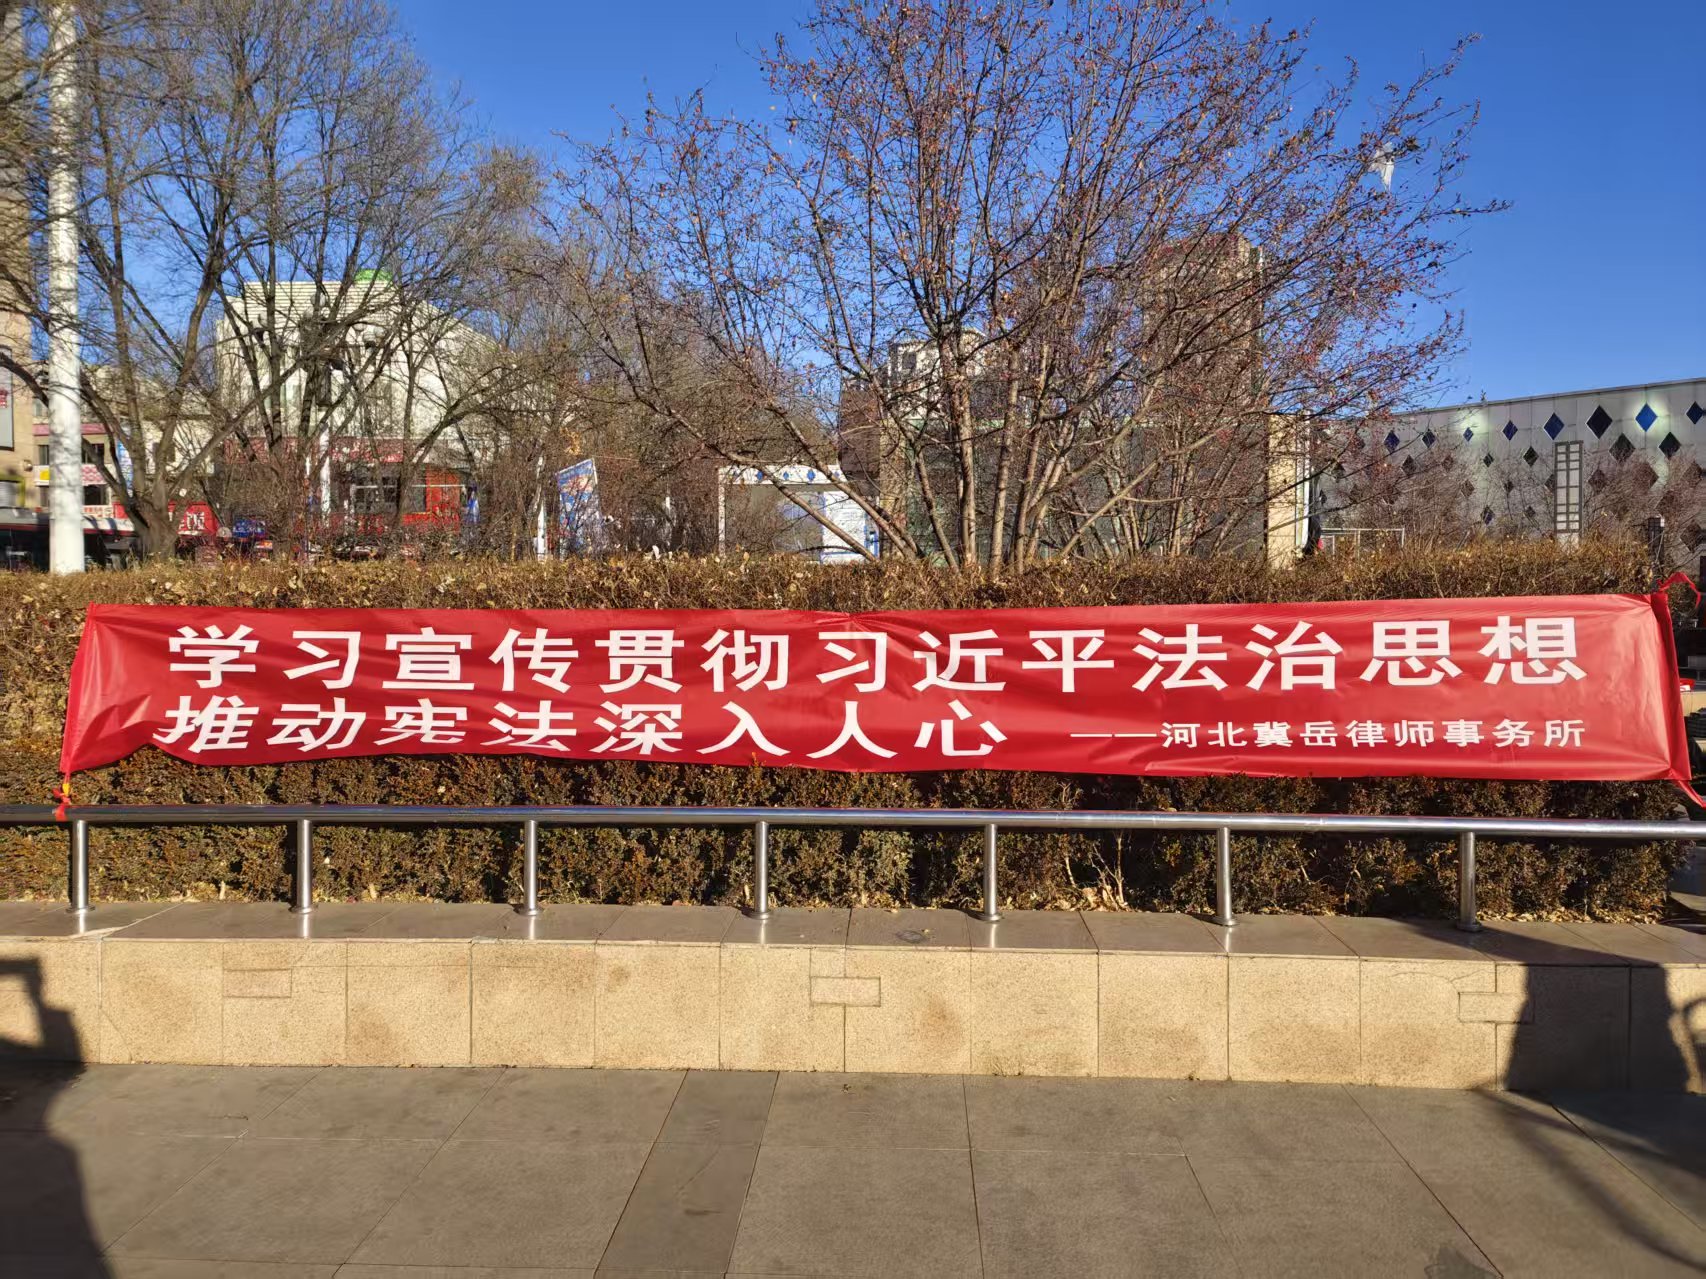 学习宣传贯彻习近平法治思想
推动宪法深入人心 ——河北冀岳律师事务所